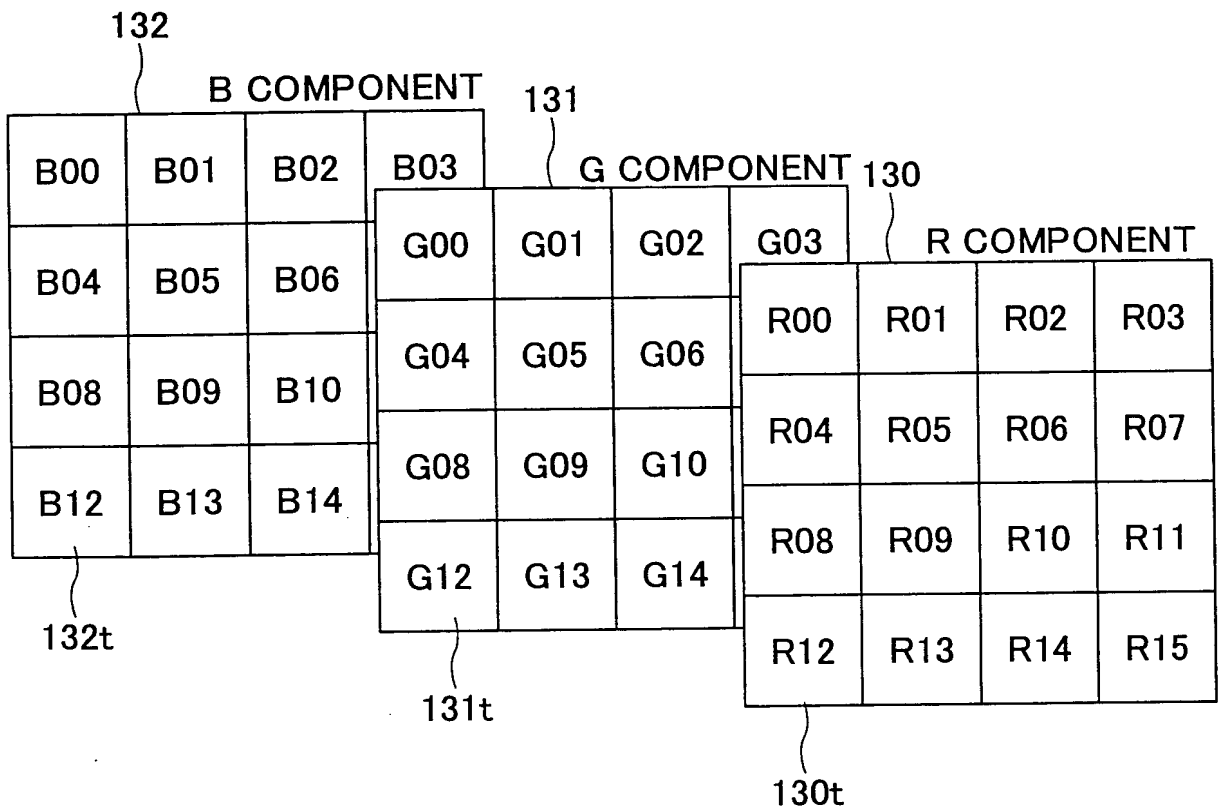 132
B COMPONENT
B00 B01 B02 B03
B04 B05 B06
B08 B09 B10
B12 B13 B14
132t
131
G COMPONENT
G00 G01 G02 G03
G04 G05 G06
G08 G09 G10
G12 G13 G14
131t
130
R COMPONENT
R00 R01 R02 R03
R04 R05 R06 R07
R08 R09 R10 R11
R12 R13 R14 R15
130t